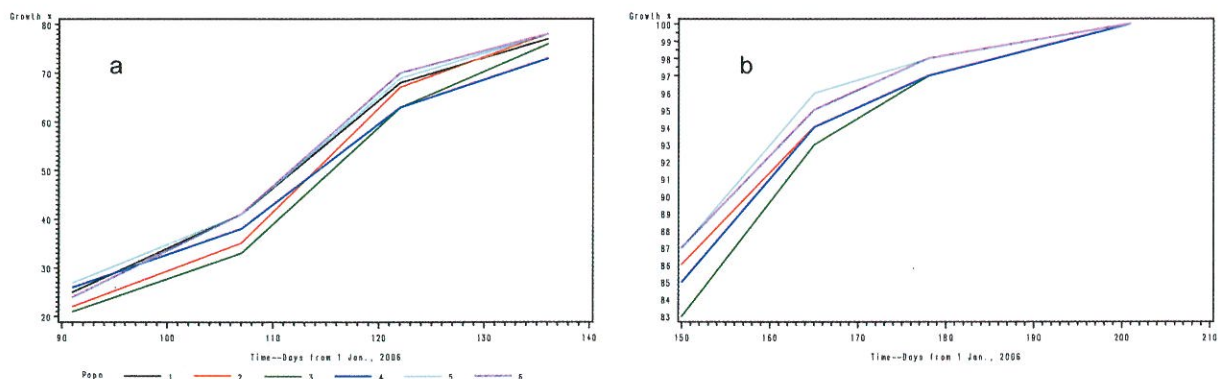 Growth %
80
70
60
50
40
30
20
a
90 100 110 120 130 140
Time--Days from 1 Jan., 2006
Popn 1 2 3 4 5 6
Growth %
100
99
98
97
96
95
94
93
92
91
90
89
88
87
86
85
84
83
b
150 160 170 180 190 200 210
Time--Days from 1 Jan., 2006